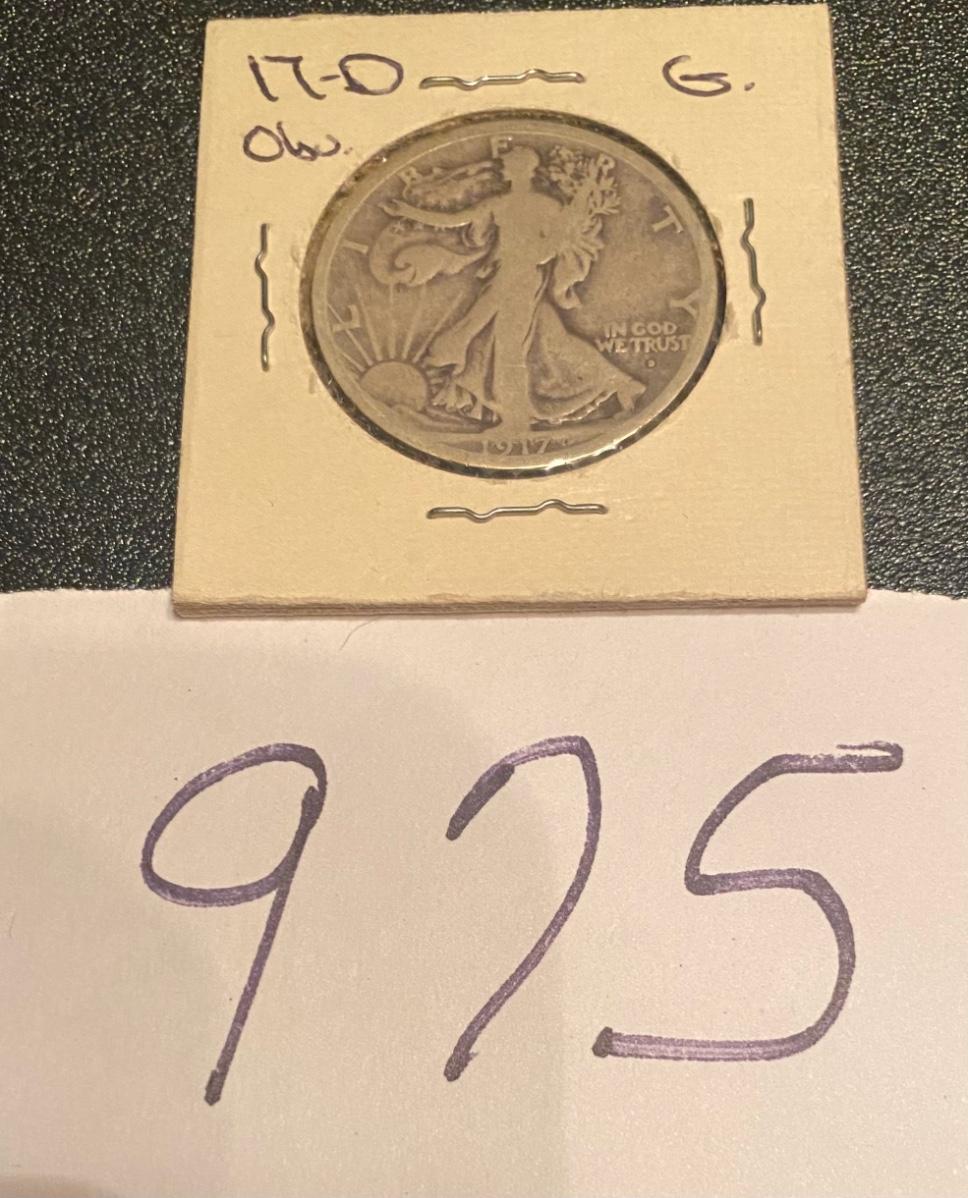 17-D G.
Obv.
LIBERTY
IN GOD
WE TRUST
D
1917
975